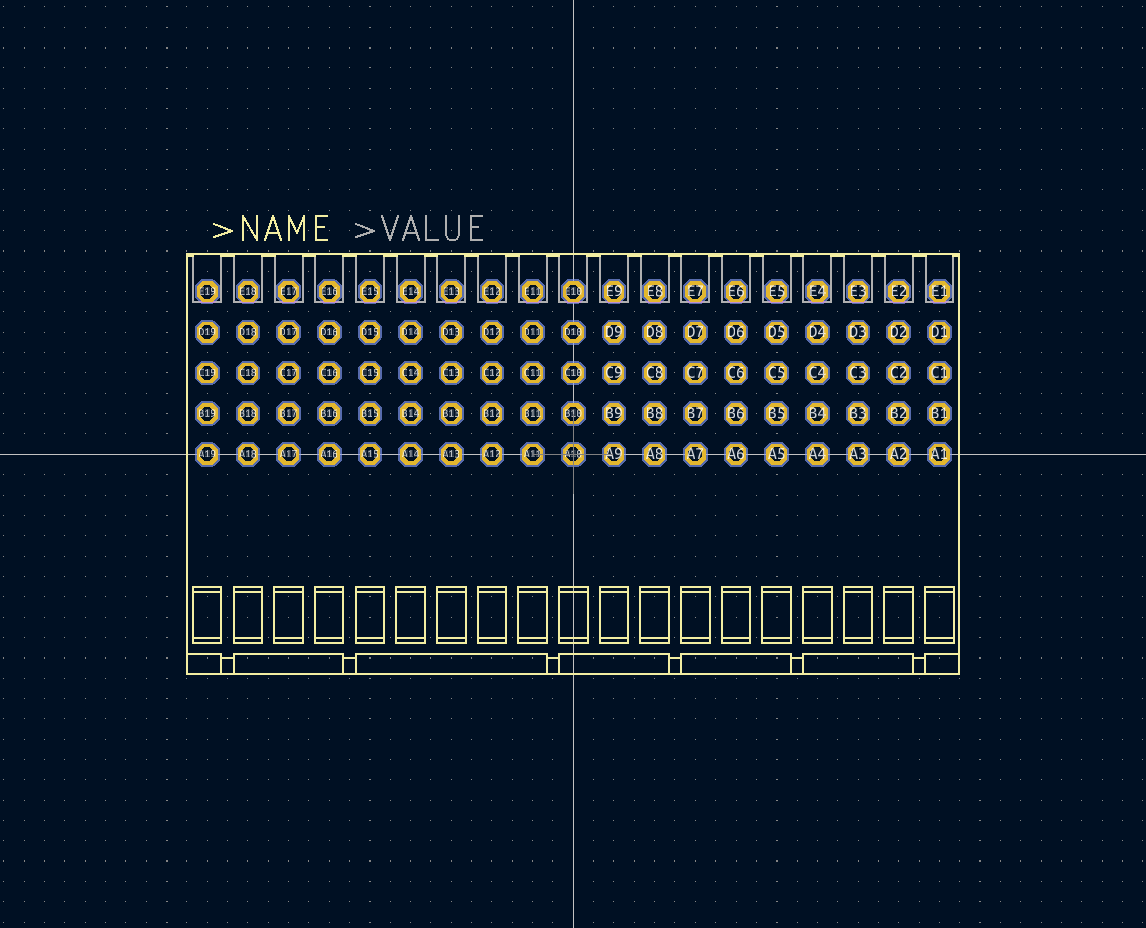 >NAME >VALUE
E19 E18 E17 E16 E15 E14 E13 E12 E11 E10 E9 E8 E7 E6 E5 E4 E3 E2 E1
D19 D18 D17 D16 D15 D14 D13 D12 D11 D10 D9 D8 D7 D6 D5 D4 D3 D2 D1
C19 C18 C17 C16 C15 C14 C13 C12 C11 C10 C9 C8 C7 C6 C5 C4 C3 C2 C1
B19 B18 B17 B16 B15 B14 B13 B12 B11 B10 B9 B8 B7 B6 B5 B4 B3 B2 B1
A19 A18 A17 A16 A15 A14 A13 A12 A11 A10 A9 A8 A7 A6 A5 A4 A3 A2 A1